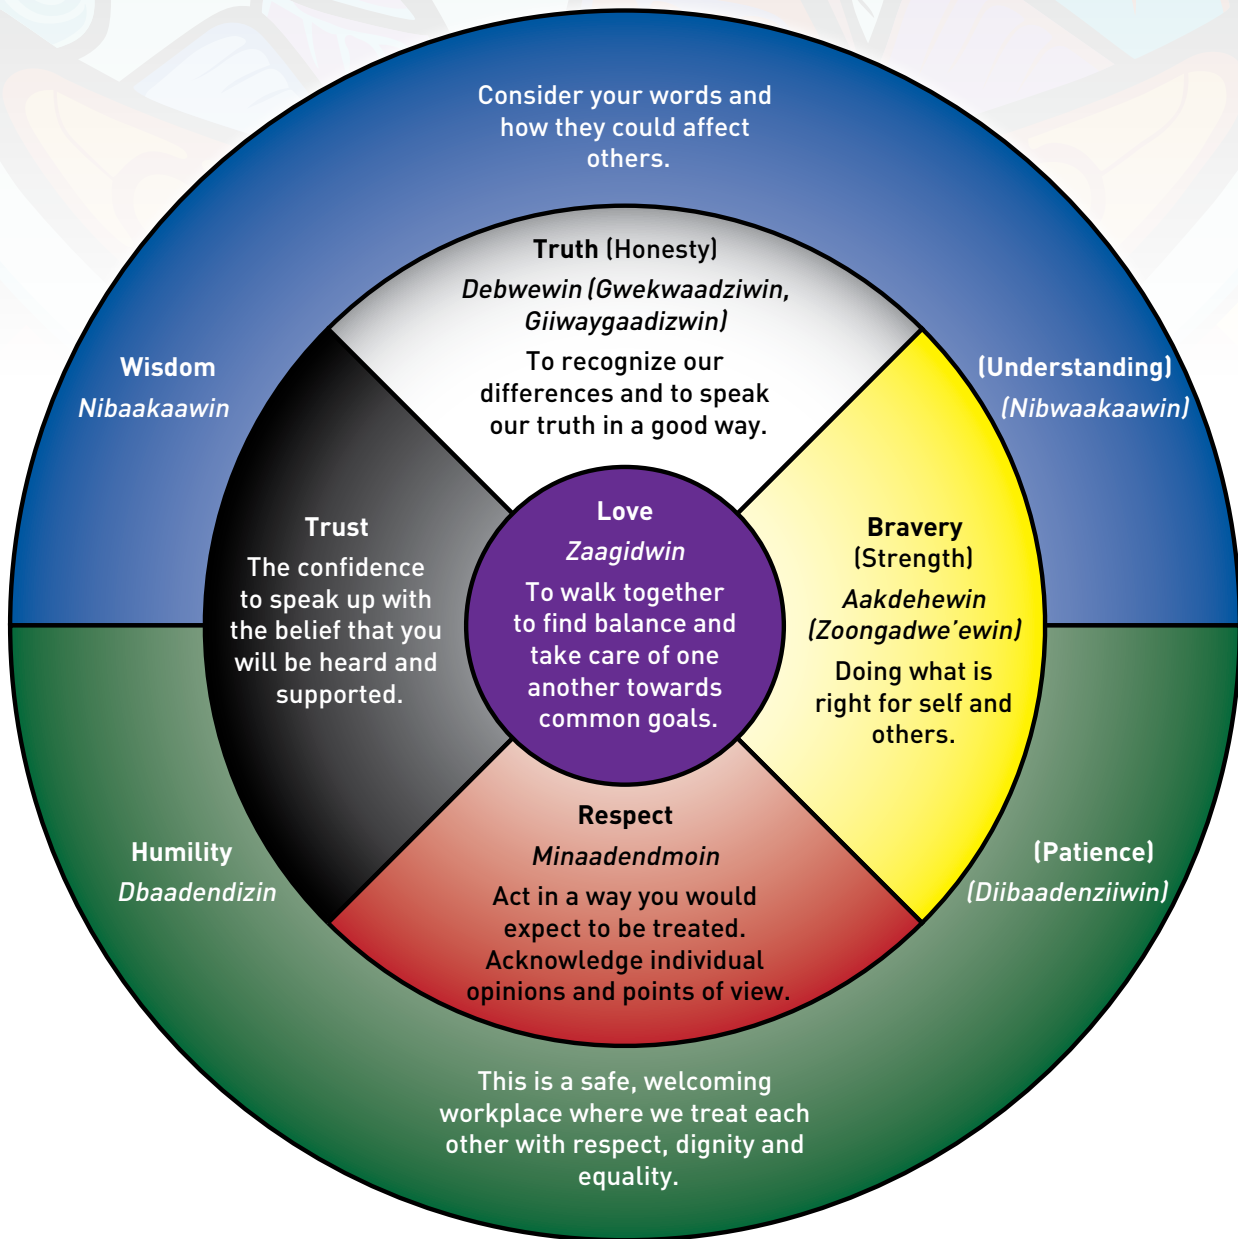 Consider your words and
how they could affect
others.
Truth (Honesty)
Debwewin (Gwekwaadziwin,
Giiwaygaadizwin)
To recognize our
differences and to speak
our truth in a good way.
Wisdom
Nibaakaawin
(Understanding)
(Nibwaakaawin)
Trust
The confidence
to speak up with
the belief that you
will be heard and
supported.
Love
Zaagidwin
To walk together
to find balance and
take care of one
another towards
common goals.
Bravery
(Strength)
Aakdehewin
(Zoongadwe’ewin)
Doing what is
right for self and
others.
Respect
Minaadendmoin
Act in a way you would
expect to be treated.
Acknowledge individual
opinions and points of view.
Humility
Dbaadendizin
(Patience)
(Diibaadenziiwin)
This is a safe, welcoming
workplace where we treat each
other with respect, dignity and
equality.